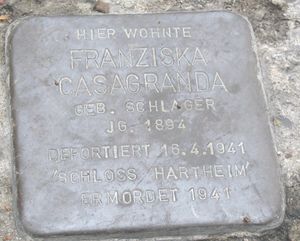 HIER WOHNTE
FRANZISKA
CASAGRANDA
GEB. SCHLAGER
JG. 1894
DEPORTIERT 16.4.1941
'SCHLOSS HARTHEIM'
ERMORDET 1941